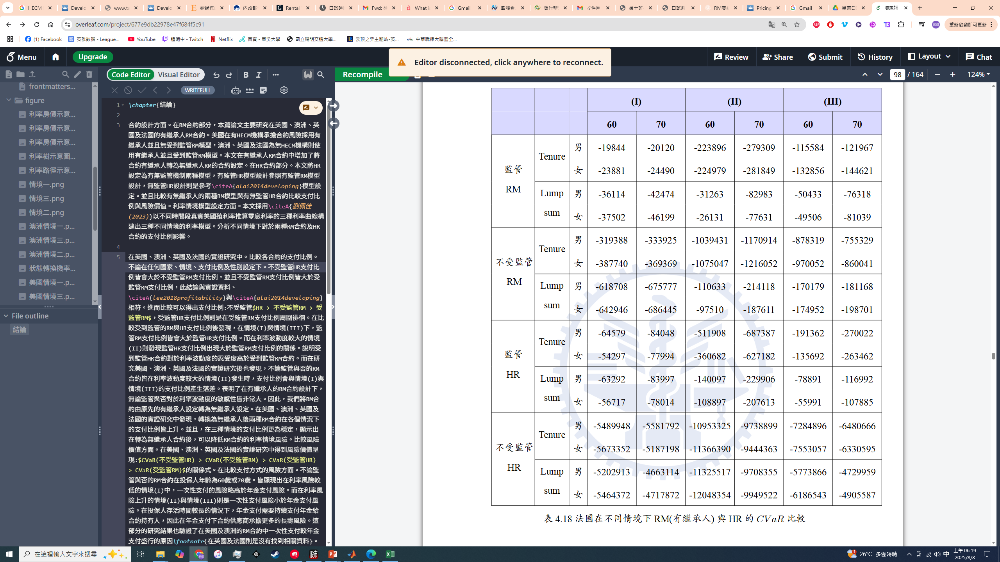 HECM
Develo
www.ta
Develo
透過您
內政部
Rental
口試時
Fwd: 碩
What is
Gmail
國發會
銀行辦
收件匣
碩士班
口試前
RM契
Pricing
Gmail
畢業口
陳家祺
overleaf.com/project/677e9db22978e47f684f5c91
重新啟動即可更新
(1) Facebook
英雄数据 - League...
YouTube
追隨中 - Twitch
Netflix
首頁 - 東吳大學
國立陽明交通大學...
云顶之弈主题站-英...
中華職棒大聯盟全...
Menu
Upgrade
Editor disconnected, click anywhere to reconnect.
Review
Share
Submit
History
Layout
Chat
Code Editor
Visual Editor
Recompile
98 / 164
124%
WRITEFULL
frontmatters...
figure
利率房價示意...
利率房價示意...
利率房價示意...
利率樹示意圖...
利率路徑示意...
情境一.png
情境三.png
情境二.png
澳洲情境一.p...
澳洲情境三.p...
澳洲情境二.p...
狀態轉換機率...
美國情境一.p...
美國情境三.p...
File outline
結論
1 \chapter{結論}
2
3 合約設計方面。在RM合約部分，本篇論文主要研究在美國、澳洲、英
國及法國的有繼承人RM合約。美國在有HECM機構承擔合約風險採用有
繼承人並且無受到監管RM模型，澳洲、英國及法國為無HECM機構則使
用有繼承人並且受到監管RM模型。本文在有繼承人RM合約中增加了將
合約有繼承人轉為無繼承人RM的合約設定。在HR合約部分。本文將HR
設定為有無監管機制兩種模型，有監管HR模型設計參照有監管RM模型
設計，無監管HR設計則是參考\citeA{alai2014developing}模型設
定。並且比較有無繼承人的兩種RM模型與有無監管HR合約比較支付比
例與風險價值。利率情境模型設定方面。本文採用\citeA{劉佩佳
(2023)}以不同時間段真實美國殖利率推算零息利率的三種利率曲線構
建出三種不同情境的利率模型。分析不同情境下對於兩種RM合約及HR
合約的支付比例影響。
4
5 在美國、澳洲、英國及法國的實證研究中。比較各合約的支付比例。
不論在任何國家、情境、支付比例及性別設定下。不受監管HR支付比
例皆會大於不受監管RM支付比例，並且不受監管RM支付比例皆大於受
監管RM支付比例，此結論與實證資料、
\citeA{lee2018profitability}與\citeA{alai2014developing}
相符。進而比較可以得出支付比例:不受監管$HR > 不受監管RM > 受
監管RM$，受監管HR支付比例則是在受監管RM支付比例周圍徘徊。在比
較受到監管的RM與HR支付比例後發現，在情境(I)與情境(III)下，監
管RM支付比例皆會大於監管HR支付比例。而在利率波動度較大的情境
(II)則發現監管HR支付比例出現大於監管RM支付比例的關係。說明受
到監管HR合約對於利率波動度的忍受度高於受到監管RM合約。而在研
究美國、澳洲、英國及法國的實證研究後也發現，不論監管與否的RM
合約皆在利率波動度較大的情境(II)發生時，支付比例會與情境(I)與
情境(III)的支付比例產生落差。表明了在有繼承人的RM合約設計下，
無論監管與否對於利率波動度的敏感性皆非常大。因此，我們將RM合
約由原先的有繼承人設定轉為無繼承人設定。在美國、澳洲、英國及
法國的實證研究中發現，轉換為無繼承人後兩種RM合約在各個情況下
的支付比例皆上升。並且，在三種情境的支付比例更為穩定，顯示出
在轉為無繼承人合約後，可以降低RM合約的利率情境風險。比較風險
價值方面。在美國、澳洲、英國及法國的實證研究中得到風險價值呈
現:$CVaR(不受監管HR) > CVaR(不受監管RM) > CVaR(受監管HR)
> CVaR(受監管RM)$的關係式。在比較支付方式的風險方面。不論監
管與否的RM合約在投保人年齡為60歲或70歲。皆顯現出在利率風險較
低的情境(I)中，一次性支付的風險略高於年金支付風險。而在利率風
險上升的情境(II)與情境(III)則是一次性支付風險小於年金支付風
險。在投保人存活時間較長的情況下，年金支付需要持續支付年金給
合約持有人，因此在年金支付下合約供應商承擔更多的長壽風險。這
部分的研究結果也驗證了在美國及澳洲的RM合約中一次性支付較年金
支付盛行的原因\footnote{在英國及法國則是沒有找到相關資料}。
(I) (II) (III)
60 70 60 70 60 70
監管 RM Tenure 男 -19844 -20120 -223896 -279309 -115584 -121967
女 -23881 -24490 -224979 -281849 -132856 -144621
Lump sum 男 -36114 -42474 -31263 -82983 -50433 -76318
女 -37502 -46199 -26131 -77631 -49506 -81039
不受監管 RM Tenure 男 -319388 -333925 -1039431 -1170914 -878319 -755329
女 -387740 -369369 -1075047 -1216052 -970052 -860041
Lump sum 男 -618708 -675777 -110633 -214118 -170179 -181168
女 -642946 -686445 -97510 -187611 -174952 -198701
監管 HR Tenure 男 -64579 -84048 -511908 -687387 -191362 -270022
女 -54297 -77994 -360682 -627182 -135692 -263462
Lump sum 男 -63292 -83997 -140097 -229906 -78891 -116992
女 -56717 -78014 -108897 -207613 -55991 -107885
不受監管 HR Tenure 男 -5489948 -5581792 -10953325 -9738899 -7284896 -6480666
女 -5673352 -5187198 -11366390 -9444363 -7553057 -6330595
Lump sum 男 -5202913 -4663114 -11325517 -9708355 -5773866 -4729959
女 -5464372 -4717872 -12048354 -9949522 -6186543 -4905587
表 4.18 法國在不同情境下 RM(有繼承人) 與 HR 的 CVaR 比較
在這裡輸入文字來搜尋
26°C 多雲時晴
中
上午 06:19
2025/8/8